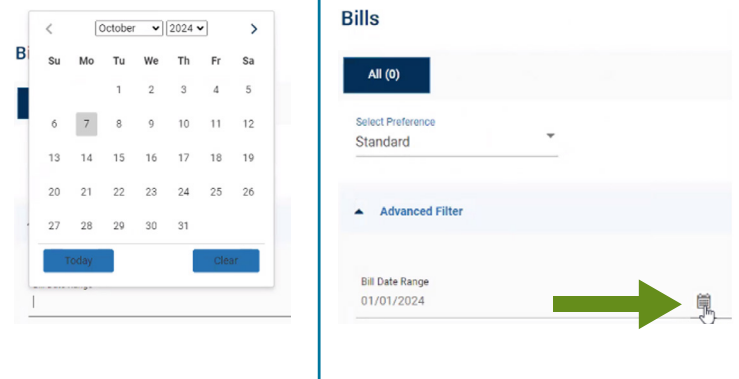 October 2024
Bi
Su Mo Tu We Th Fr Sa
1 2 3 4 5
6 7 8 9 10 11 12
13 14 15 16 17 18 19
20 21 22 23 24 25 26
27 28 29 30 31
Today Clear
Bills
All (0)
Select Preference
Standard
Advanced Filter
Bill Date Range
01/01/2024